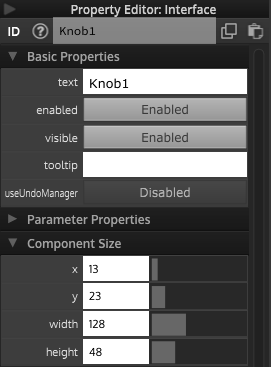 Property Editor: Interface
ID ? Knob1
Basic Properties
text Knob1
enabled Enabled
visible Enabled
tooltip
useUndoManager Disabled
Parameter Properties
Component Size
x 13
y 23
width 128
height 48